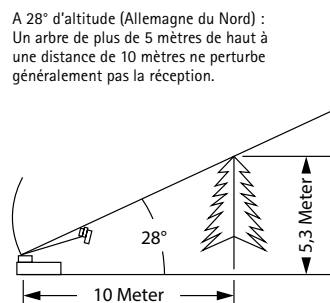 A 28° d'altitude (Allemagne du Nord) :
Un arbre de plus de 5 mètres de haut à
une distance de 10 mètres ne perturbe
généralement pas la réception.
28°
5,3 Meter
10 Meter